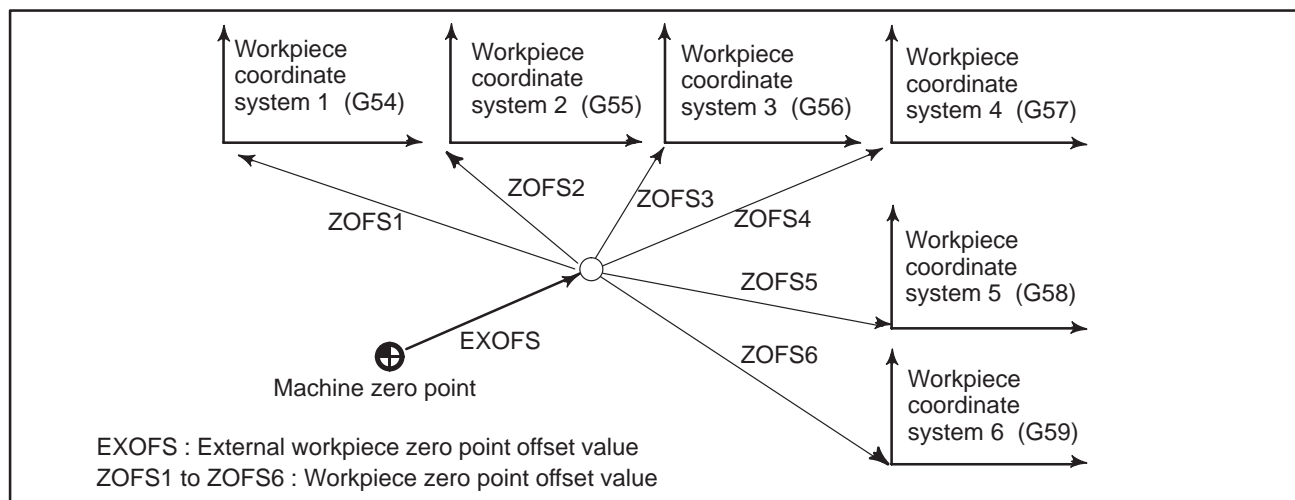 Workpiece
coordinate
system 1 (G54)
Workpiece
coordinate
system 2 (G55)
Workpiece
coordinate
system 3 (G56)
Workpiece
coordinate
system 4 (G57)
ZOFS1
ZOFS2
ZOFS3
ZOFS4
Workpiece
coordinate
system 5 (G58)
ZOFS5
EXOFS
ZOFS6
Machine zero point
Workpiece
coordinate
system 6 (G59)
EXOFS : External workpiece zero point offset value
ZOFS1 to ZOFS6 : Workpiece zero point offset value